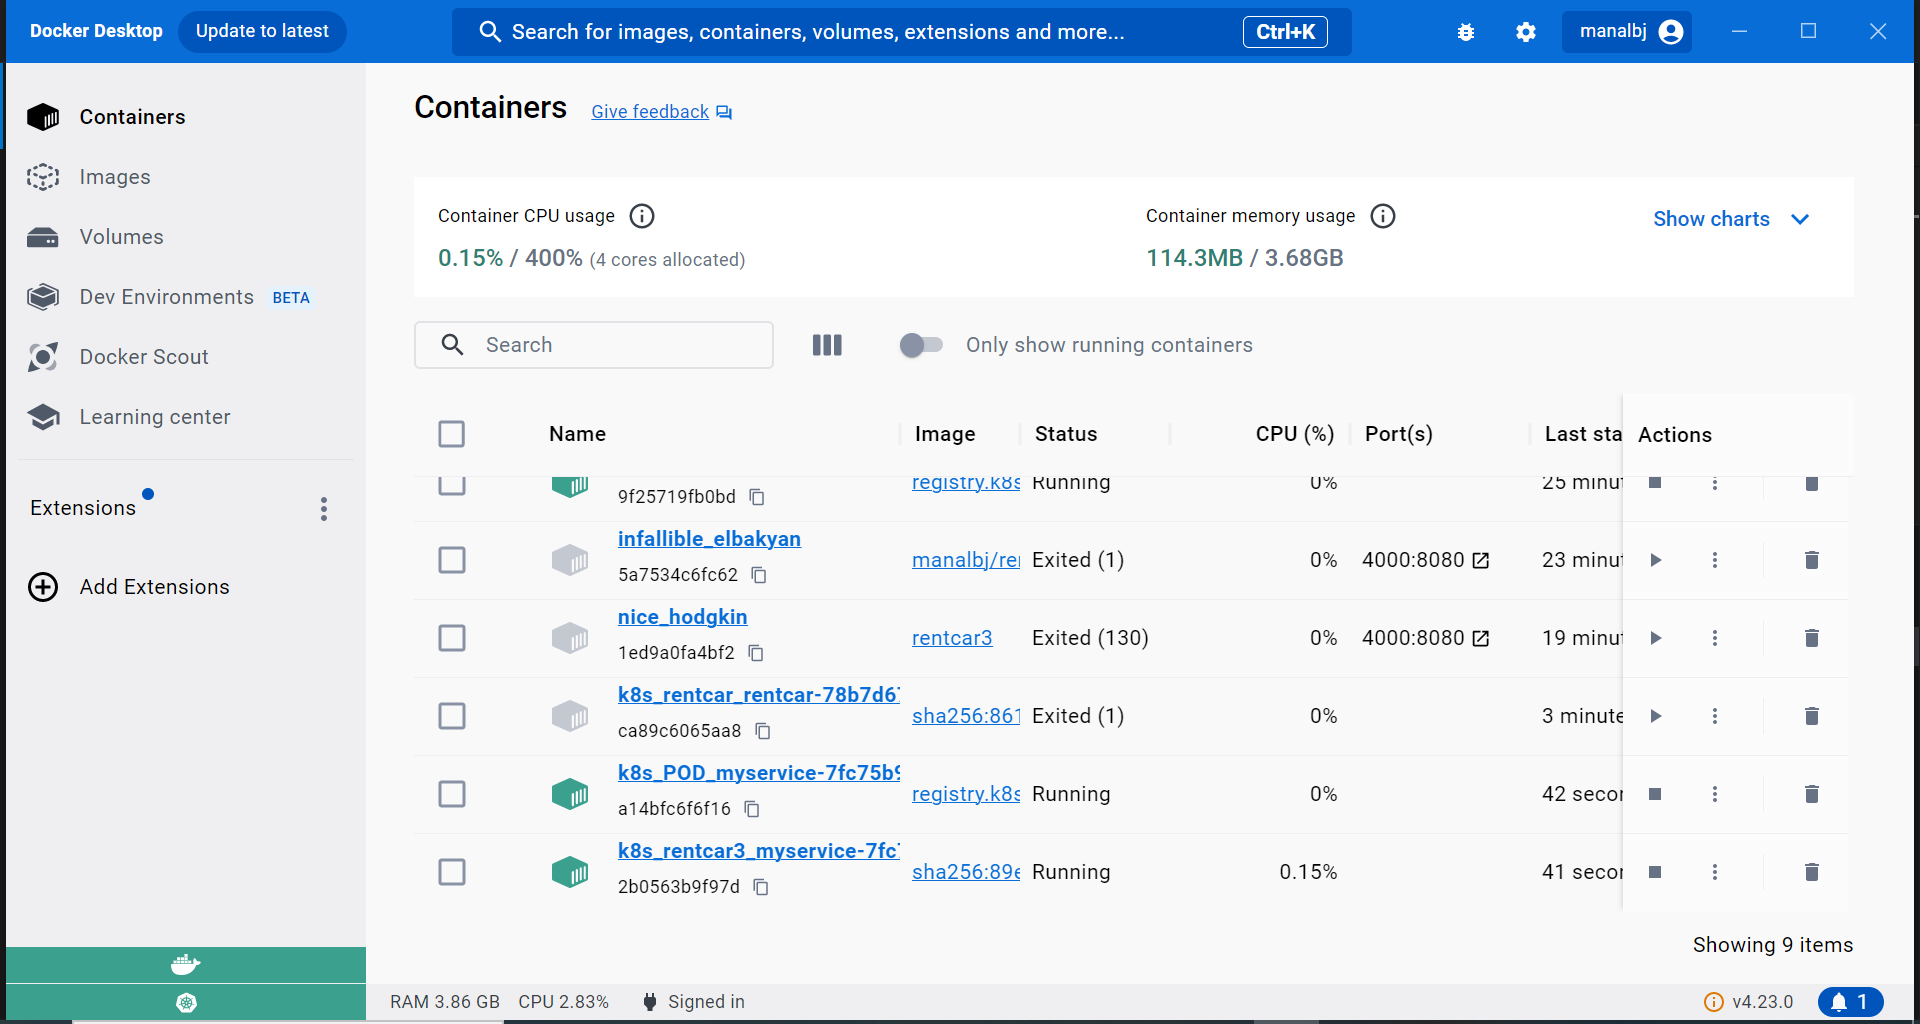 Docker Desktop Update to latest Search for images, containers, volumes, extensions and more... Ctrl+K manalbj
Containers
Images
Volumes
Dev Environments BETA
Docker Scout
Learning center
Extensions
Add Extensions
Containers Give feedback
Container CPU usage
0.15% / 400% (4 cores allocated)
Container memory usage
114.3MB / 3.68GB
Show charts
Search Only show running containers
Name Image Status CPU (%) Port(s) Last sta Actions
9f25719fb0bd registry.k8s Running 0% 25 minu
infallible_elbakyan
5a7534c6fc62 manalbj/re Exited (1) 0% 4000:8080 23 minu
nice_hodgkin
1ed9a0fa4bf2 rentcar3 Exited (130) 0% 4000:8080 19 minu
k8s_rentcar_rentcar-78b7d67
ca89c6065aa8 sha256:861 Exited (1) 0% 3 minute
k8s_POD_myservice-7fc75b9
a14bfc6f6f16 registry.k8s Running 0% 42 secon
k8s_rentcar3_myservice-7fc7
2b0563b9f97d sha256:89e Running 0.15% 41 secon
Showing 9 items
RAM 3.86 GB CPU 2.83% Signed in v4.23.0 1